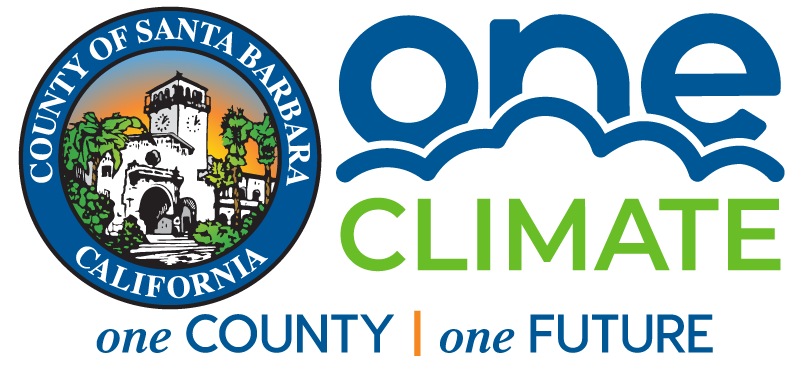 COUNTY OF SANTA BARBARA
CALIFORNIA
one
CLIMATE
one COUNTY | one FUTURE